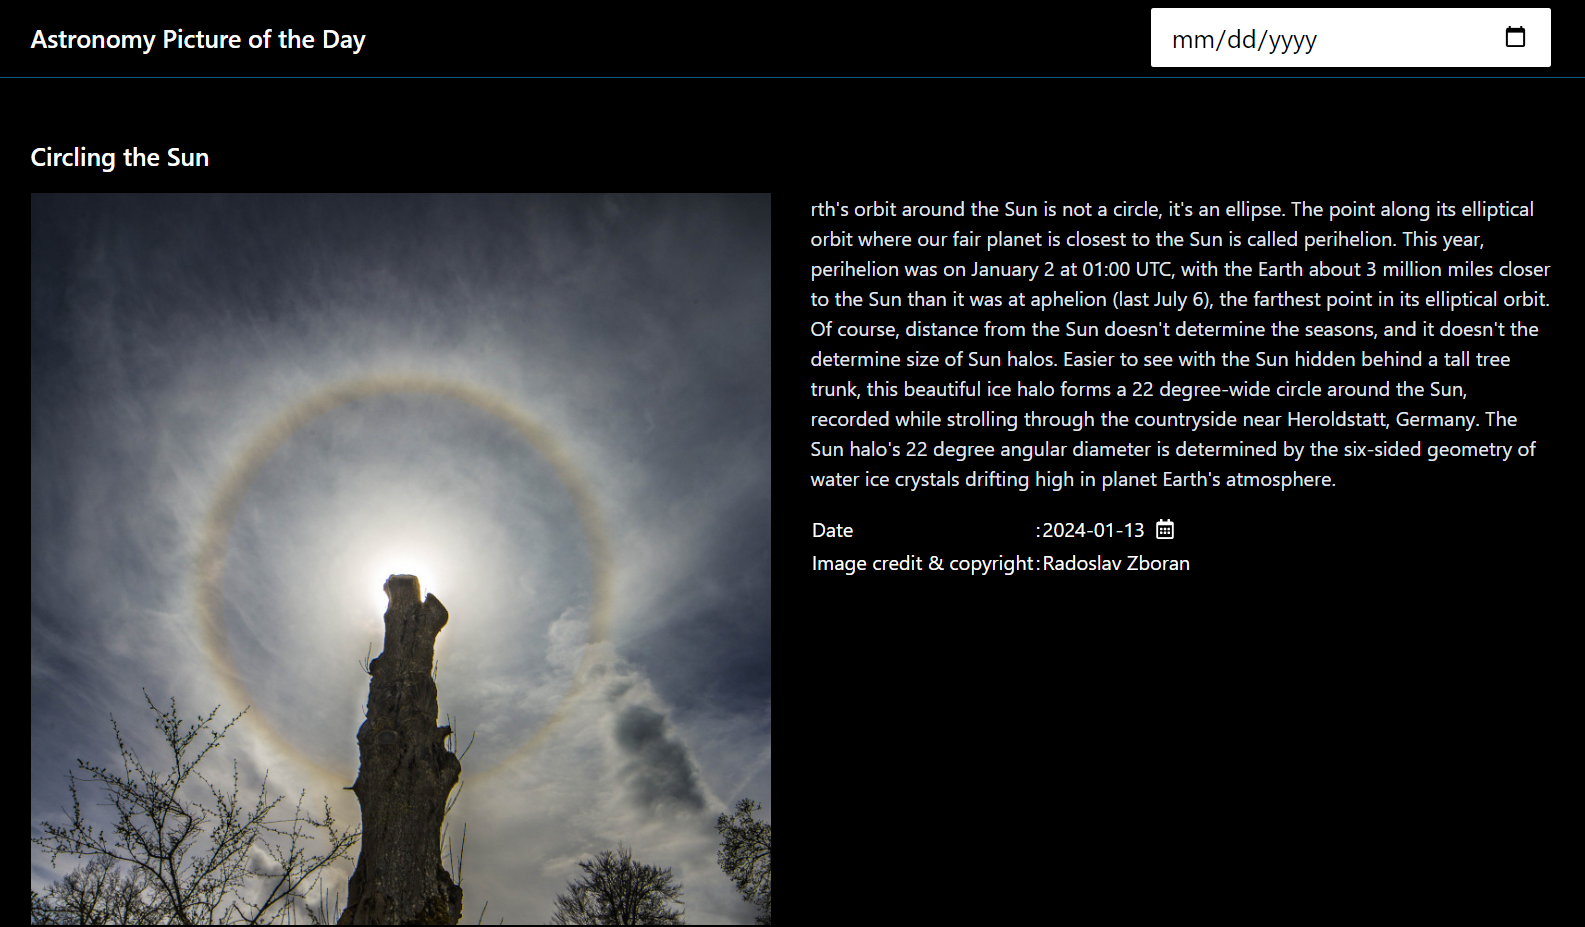 Astronomy Picture of the Day
mm/dd/yyyy
Circling the Sun
rth's orbit around the Sun is not a circle, it's an ellipse. The point along its elliptical
orbit where our fair planet is closest to the Sun is called perihelion. This year,
perihelion was on January 2 at 01:00 UTC, with the Earth about 3 million miles closer
to the Sun than it was at aphelion (last July 6), the farthest point in its elliptical orbit.
Of course, distance from the Sun doesn't determine the seasons, and it doesn't the
determine size of Sun halos. Easier to see with the Sun hidden behind a tall tree
trunk, this beautiful ice halo forms a 22 degree-wide circle around the Sun,
recorded while strolling through the countryside near Heroldstatt, Germany. The
Sun halo's 22 degree angular diameter is determined by the six-sided geometry of
water ice crystals drifting high in planet Earth's atmosphere.
Date :2024-01-13
Image credit & copyright:Radoslav Zboran